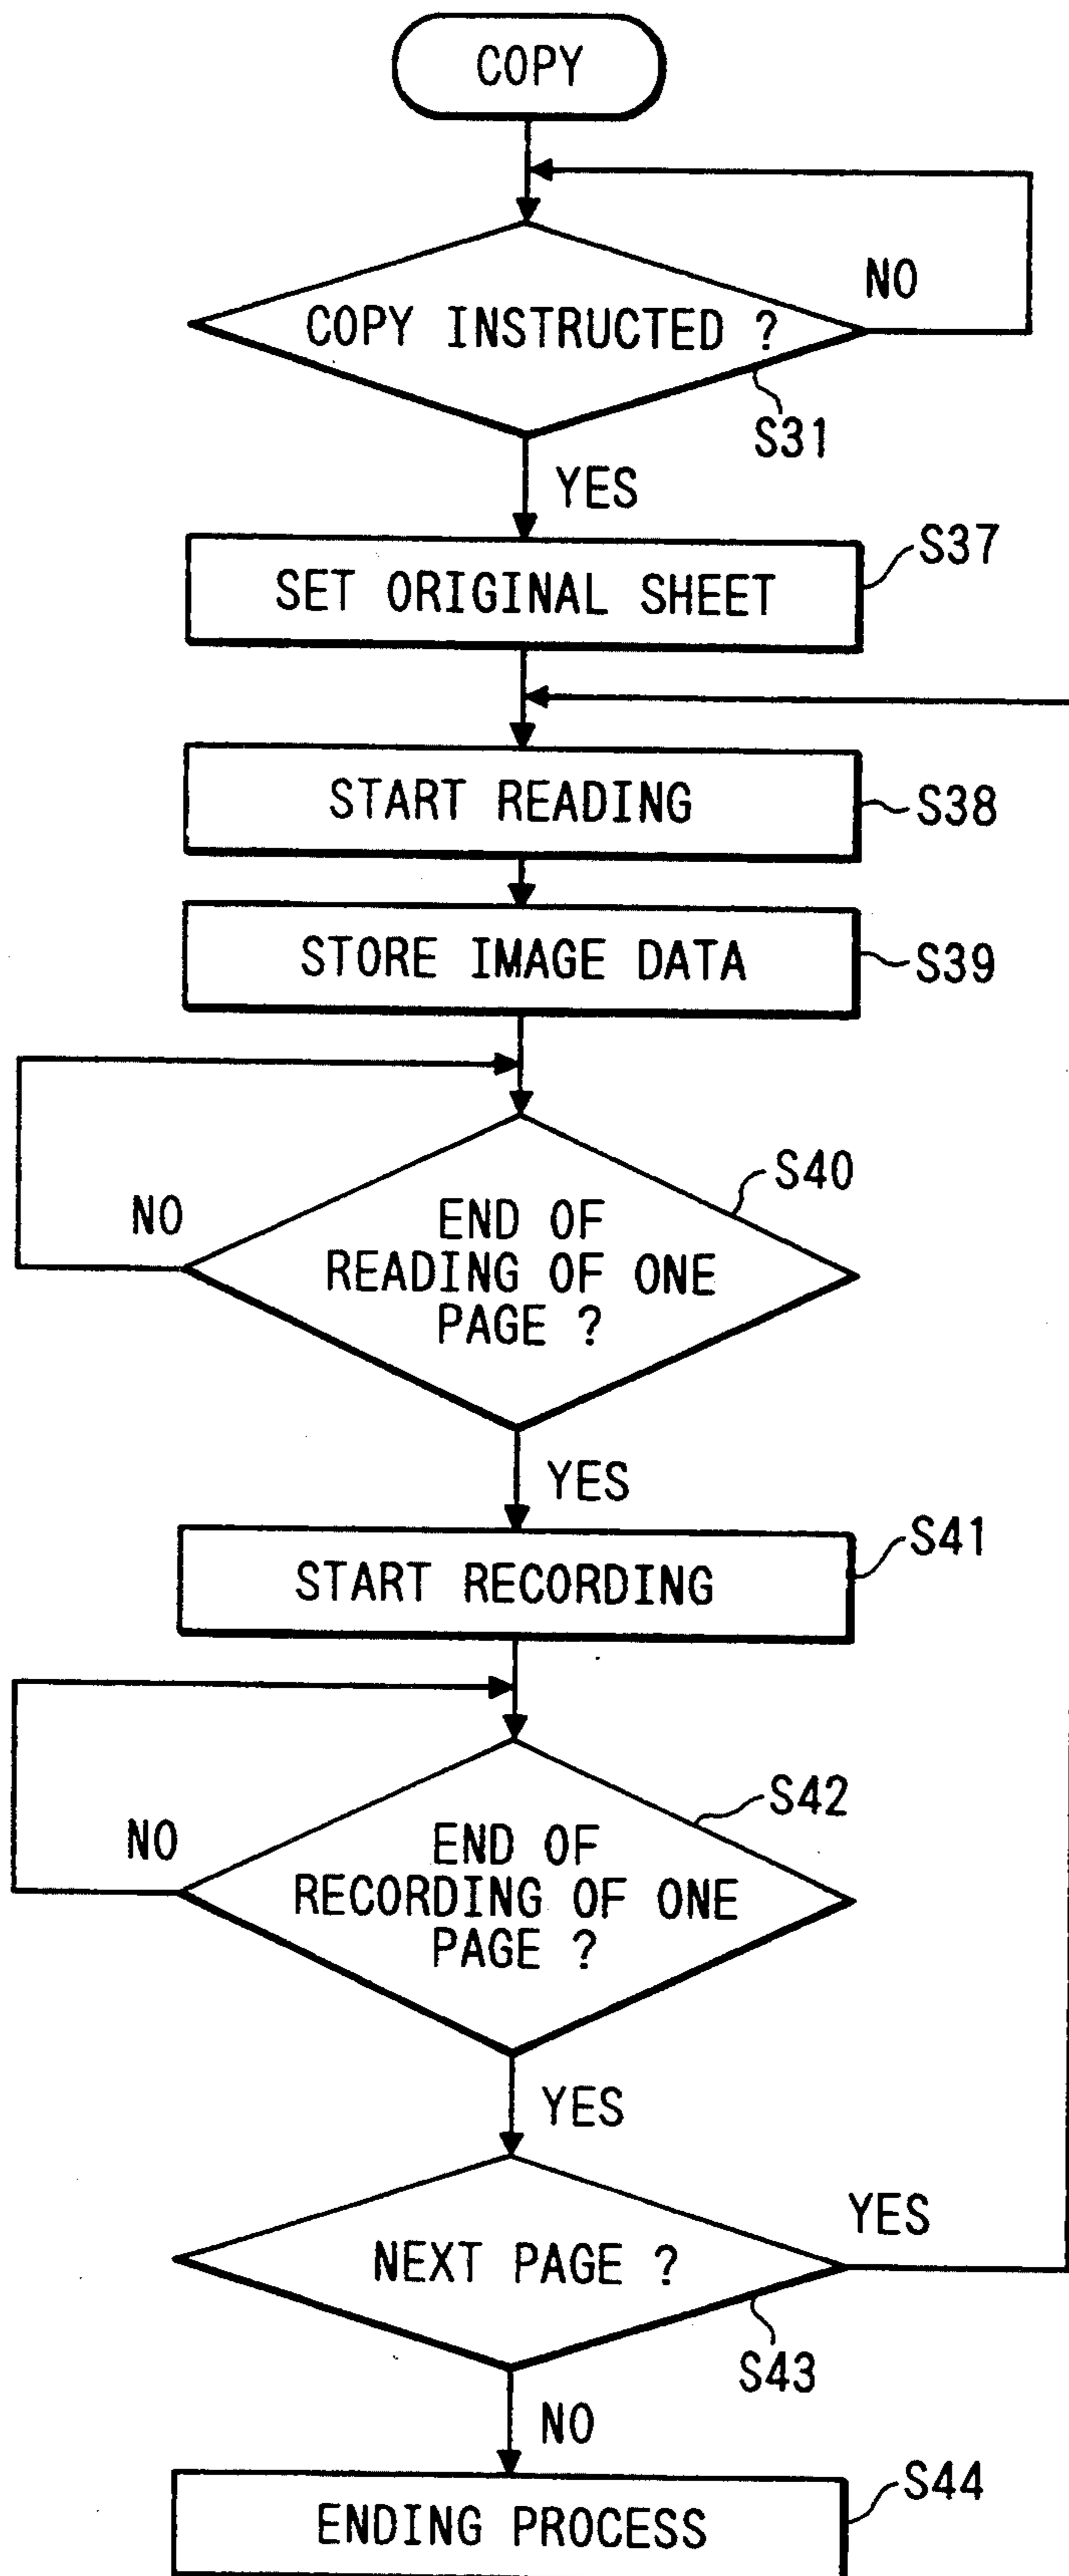 COPY
NO
COPY INSTRUCTED ?
S31
YES
S37
SET ORIGINAL SHEET
START READING
S38
STORE IMAGE DATA
S39
S40
NO
END OF
READING OF ONE
PAGE ?
YES
S41
START RECORDING
S42
NO
END OF
RECORDING OF ONE
PAGE ?
YES
YES
NEXT PAGE ?
S43
NO
S44
ENDING PROCESS